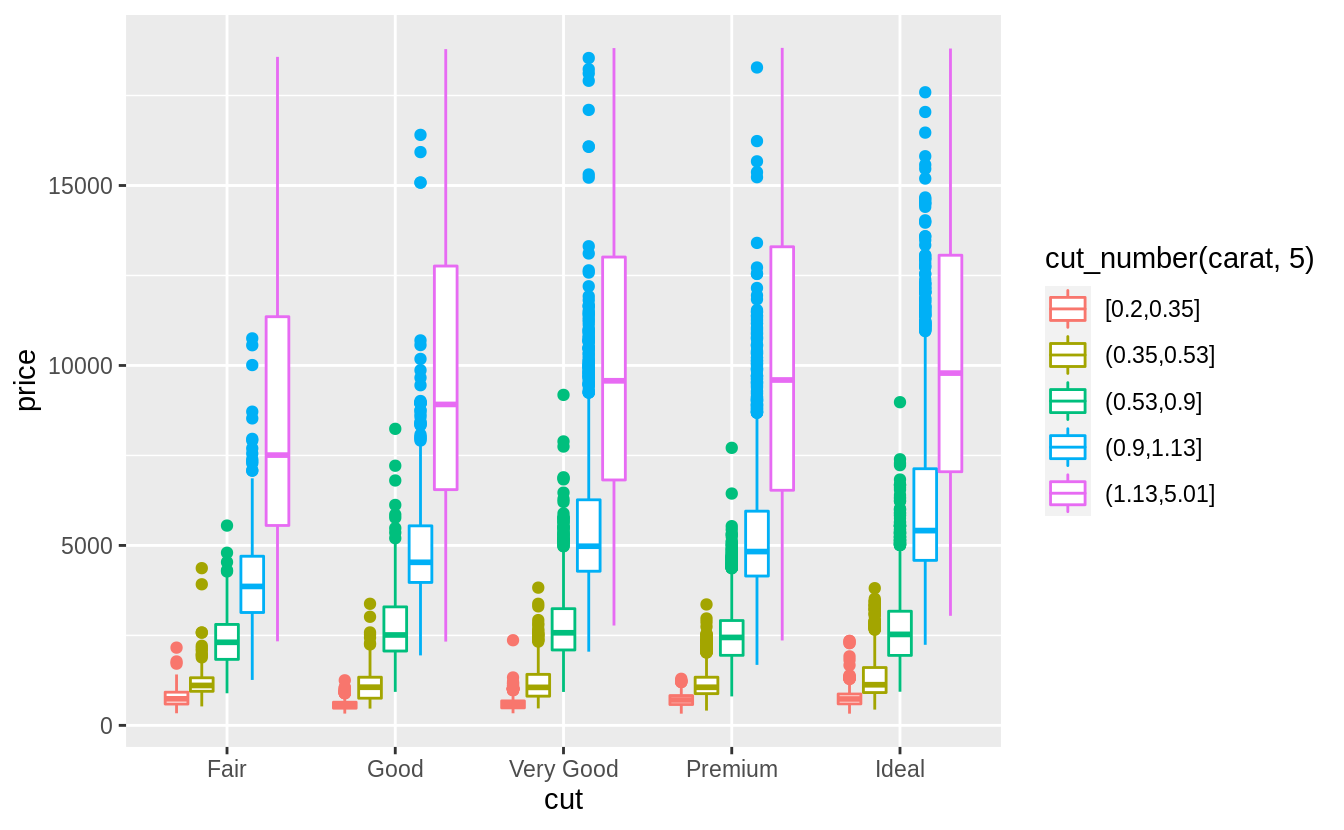 price
15000
10000
5000
0
Fair Good Very Good Premium Ideal
cut
cut_number(carat, 5)
[0.2,0.35]
(0.35,0.53]
(0.53,0.9]
(0.9,1.13]
(1.13,5.01]